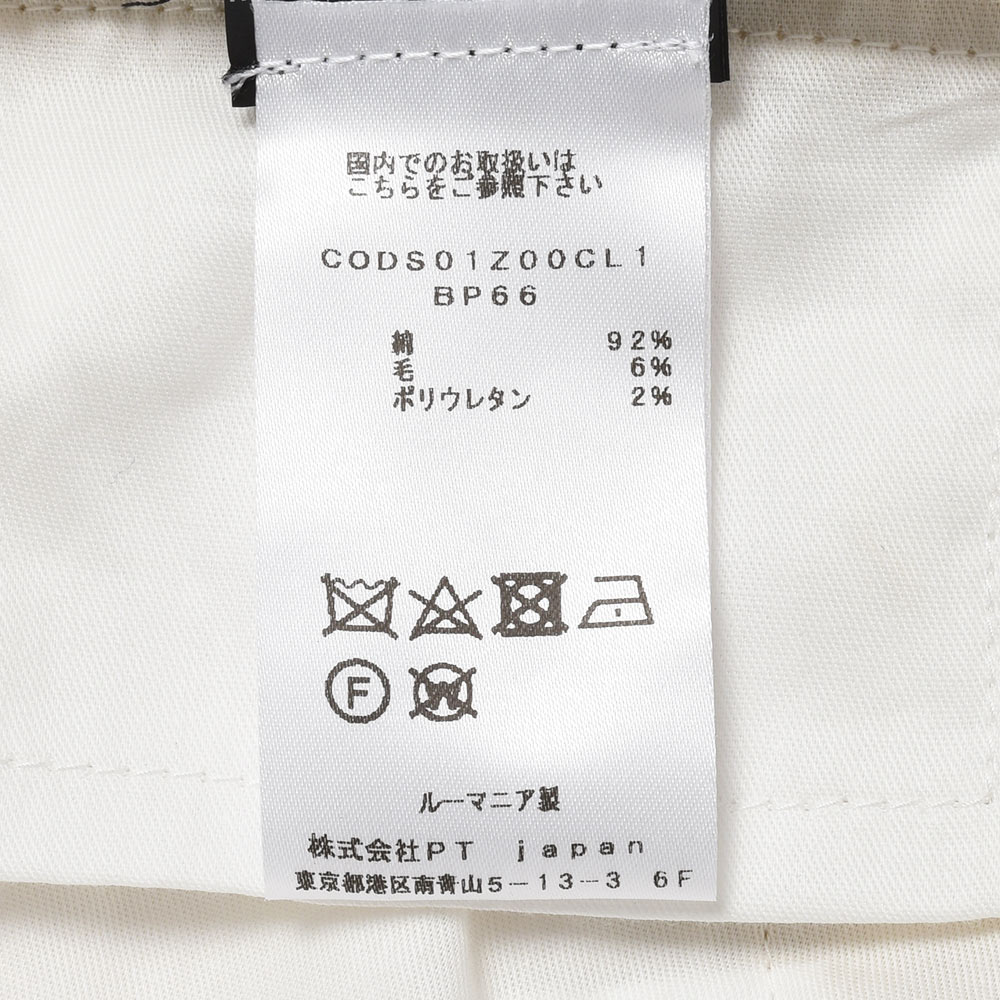 国内でのお取扱いは
こちらをご参照下さい
CODS01Z00CL1
BP66
綿 92%
毛 6%
ポリウレタン 2%
F
W
ルーマニア製
株式会社PT japan
東京都港区南青山5-13-3 6F